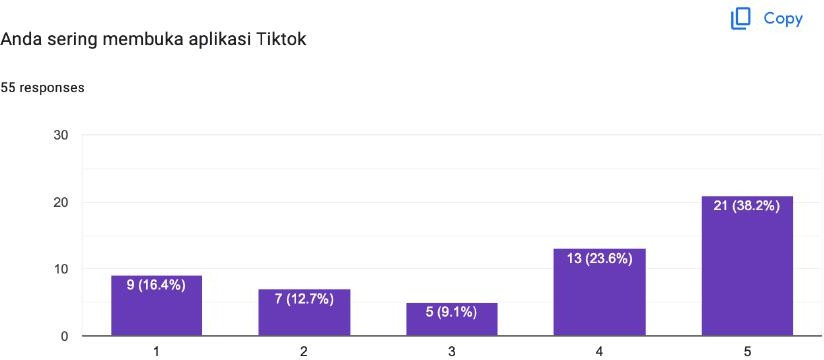 Copy
Anda sering membuka aplikasi Tiktok
55 responses
30
20
10
0
9 (16.4%)
7 (12.7%)
5 (9.1%)
13 (23.6%)
21 (38.2%)
1 2 3 4 5